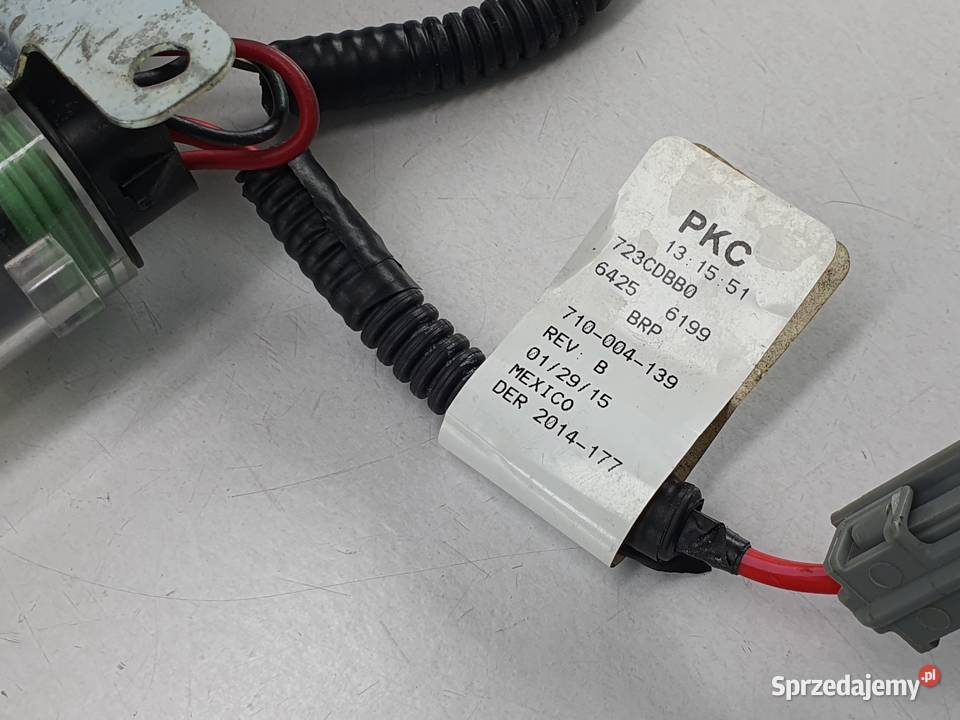 PKC
13:15:51
723CDBB0
6425 6199
BRP
710-004-139
REV: B
01/29/15
MEXICO
DER 2014-177
Sprzedajemy.pl